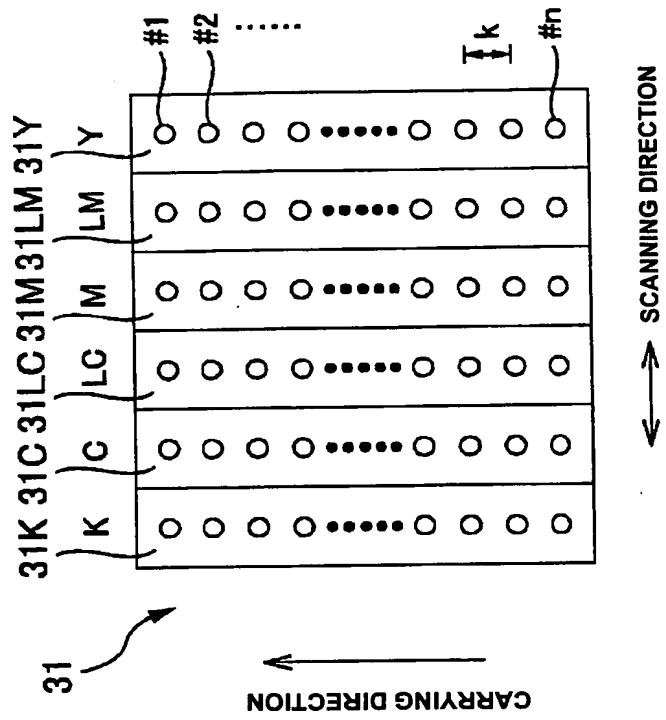 31K 31C 31LC 31M 31LM 31Y
K C LC M LM Y
#1
#2
......
k
#n
31
CARRYING DIRECTION
SCANNING DIRECTION